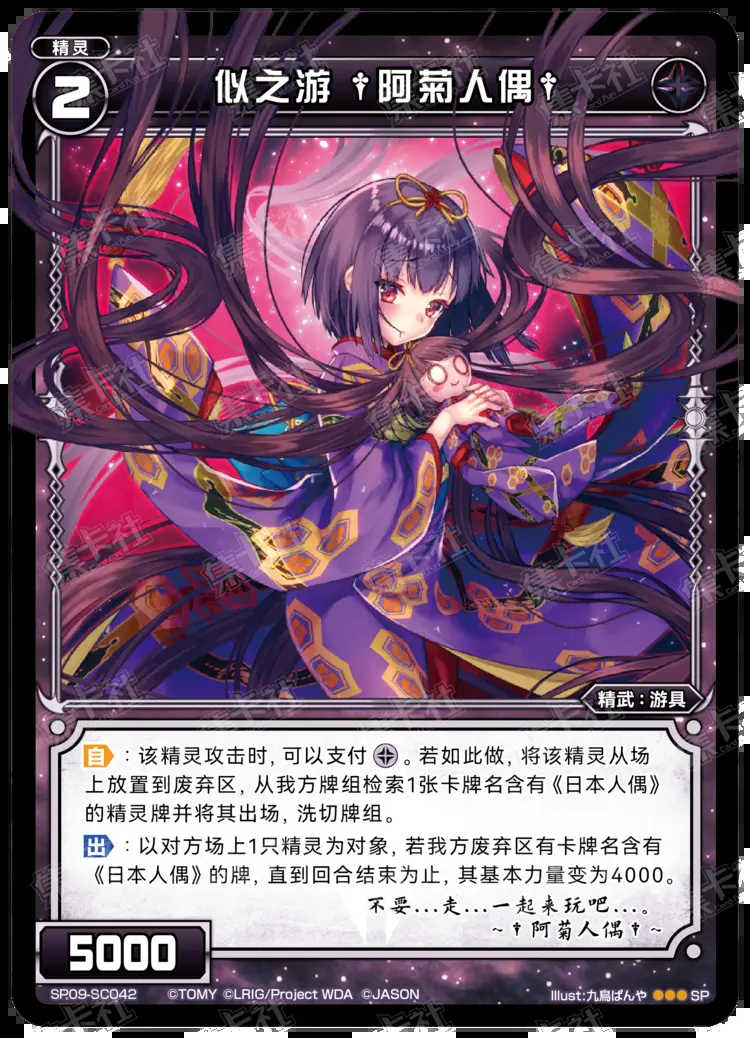 精灵
2
似之游 †阿菊人偶†
精武：游具
自：该精灵攻击时，可以支付。若如此做，将该精灵从场
上放置到废弃区，从我方牌组检索1张卡牌名含有《日本人偶》
的精灵牌并将其出场，洗切牌组。
出：以对方场上1只精灵为对象，若我方废弃区有卡牌名含有
《日本人偶》的牌，直到回合结束为止，其基本力量变为4000。
不要...走...一起来玩吧...。
~†阿菊人偶†~
5000
SP09-SC042 ©TOMY ©LRIG/Project WDA ©JASON Illust:九鳥ぱんや SP
集卡社